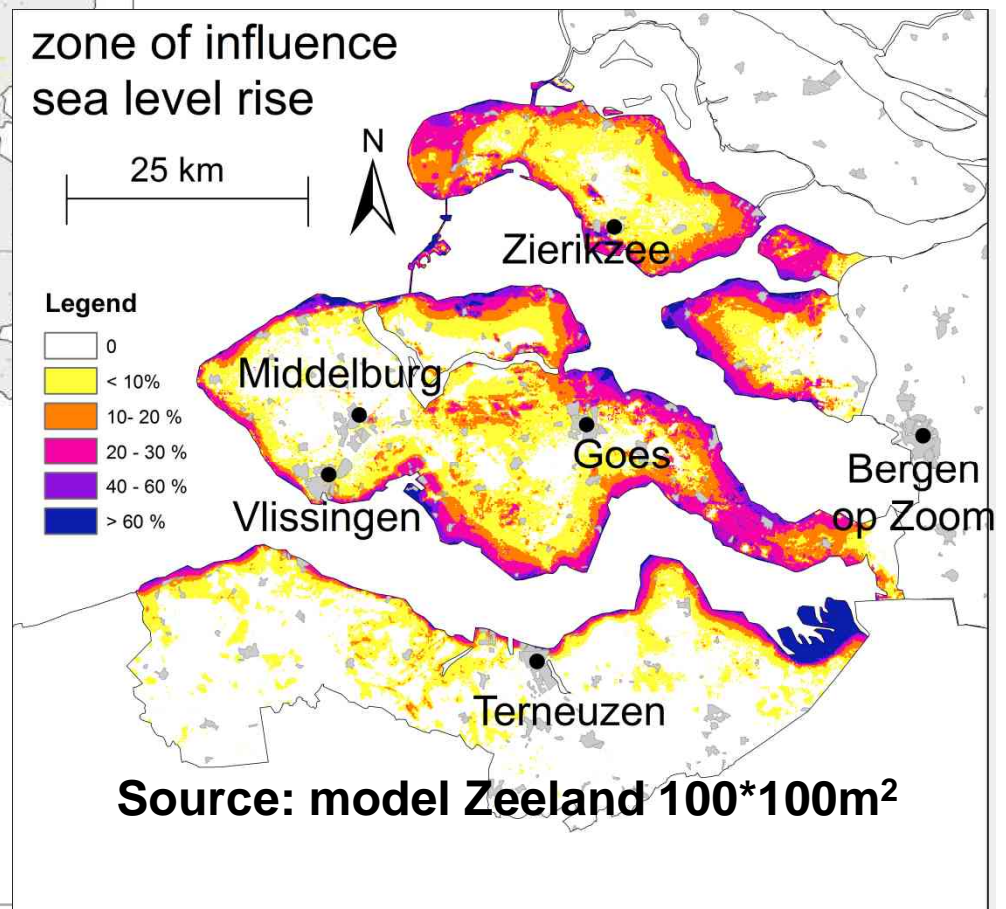 zone of influence
sea level rise
25 km
N
Zierikzee
Legend
0
< 10%
10- 20 %
20 - 30 %
40 - 60 %
> 60 %
Middelburg
Goes
Vlissingen
Bergen
op Zoom
Terneuzen
Source: model Zeeland 100*100m²